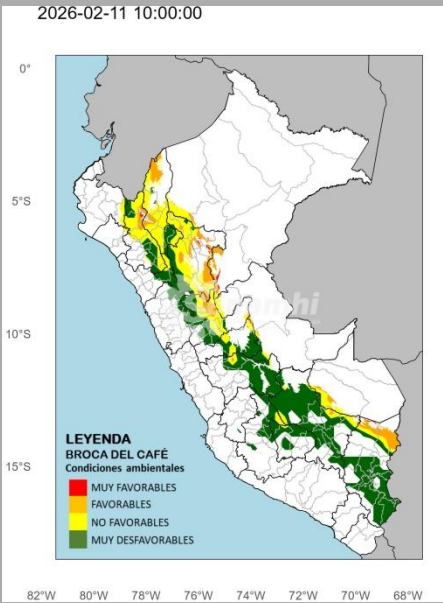 2026-02-11 10:00:00
0°
5°S
10°S
15°S
senamhi
LEYENDA
BROCA DEL CAFÉ
Condiciones ambientales
MUY FAVORABLES
FAVORABLES
NO FAVORABLES
MUY DESFAVORABLES
82°W 80°W 78°W 76°W 74°W 72°W 70°W 68°W